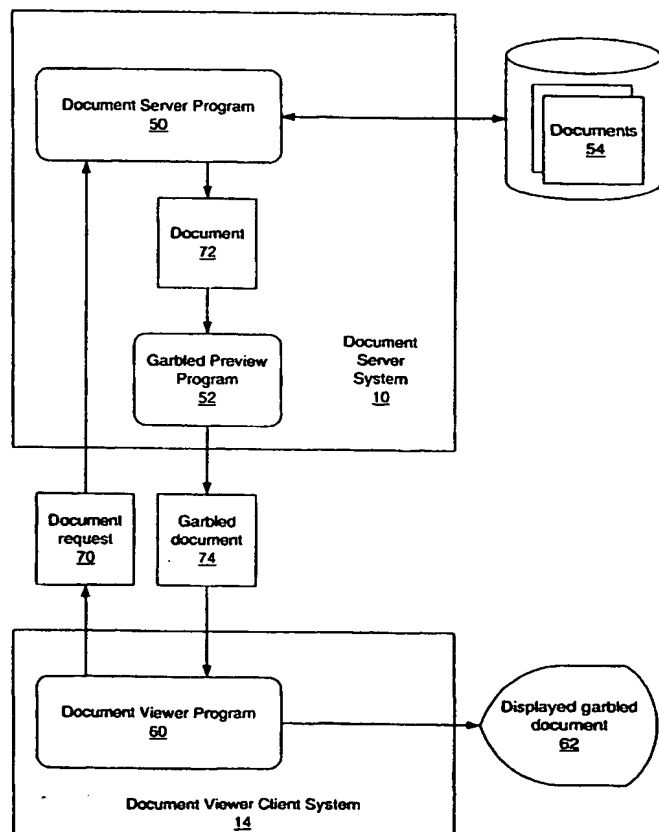 Document Server Program
50
Documents
54
Document
72
Garbled Preview
Program
52
Document
Server
System
10
Document
request
70
Garbled
document
74
Document Viewer Program
60
Displayed garbled
document
62
Document Viewer Client System
14